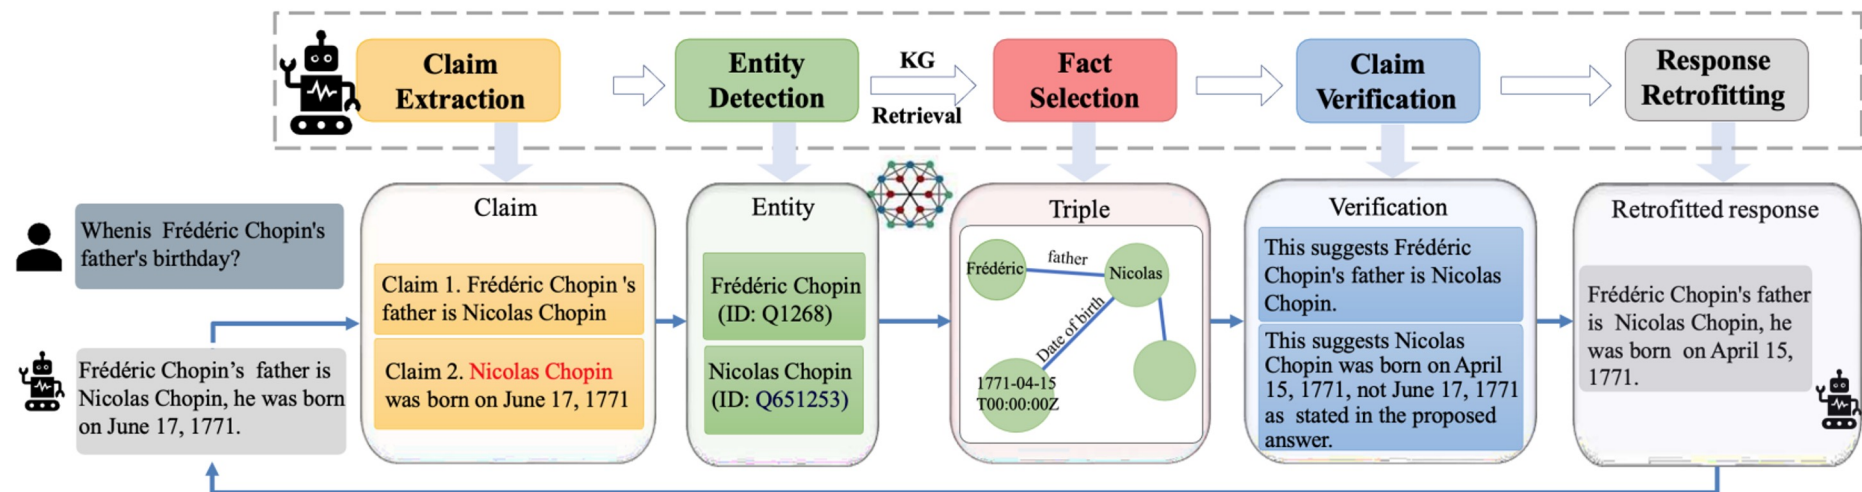 Claim
Extraction
Entity
Detection
KG
Retrieval
Fact
Selection
Claim
Verification
Response
Retrofitting
Whenis Frédéric Chopin's
father's birthday?
Frédéric Chopin’s father is
Nicolas Chopin, he was born
on June 17, 1771.
Claim
Claim 1. Frédéric Chopin 's
father is Nicolas Chopin
Claim 2. Nicolas Chopin
was born on June 17, 1771
Entity
Frédéric Chopin
(ID: Q1268)
Nicolas Chopin
(ID: Q651253)
Triple
Frédéric
father
Nicolas
Date of birth
1771-04-15
T00:00:00Z
Verification
This suggests Frédéric
Chopin's father is Nicolas
Chopin.
This suggests Nicolas
Chopin was born on April
15, 1771, not June 17, 1771
as stated in the proposed
answer.
Retrofitted response
Frédéric Chopin's father
is Nicolas Chopin, he
was born on April 15,
1771.